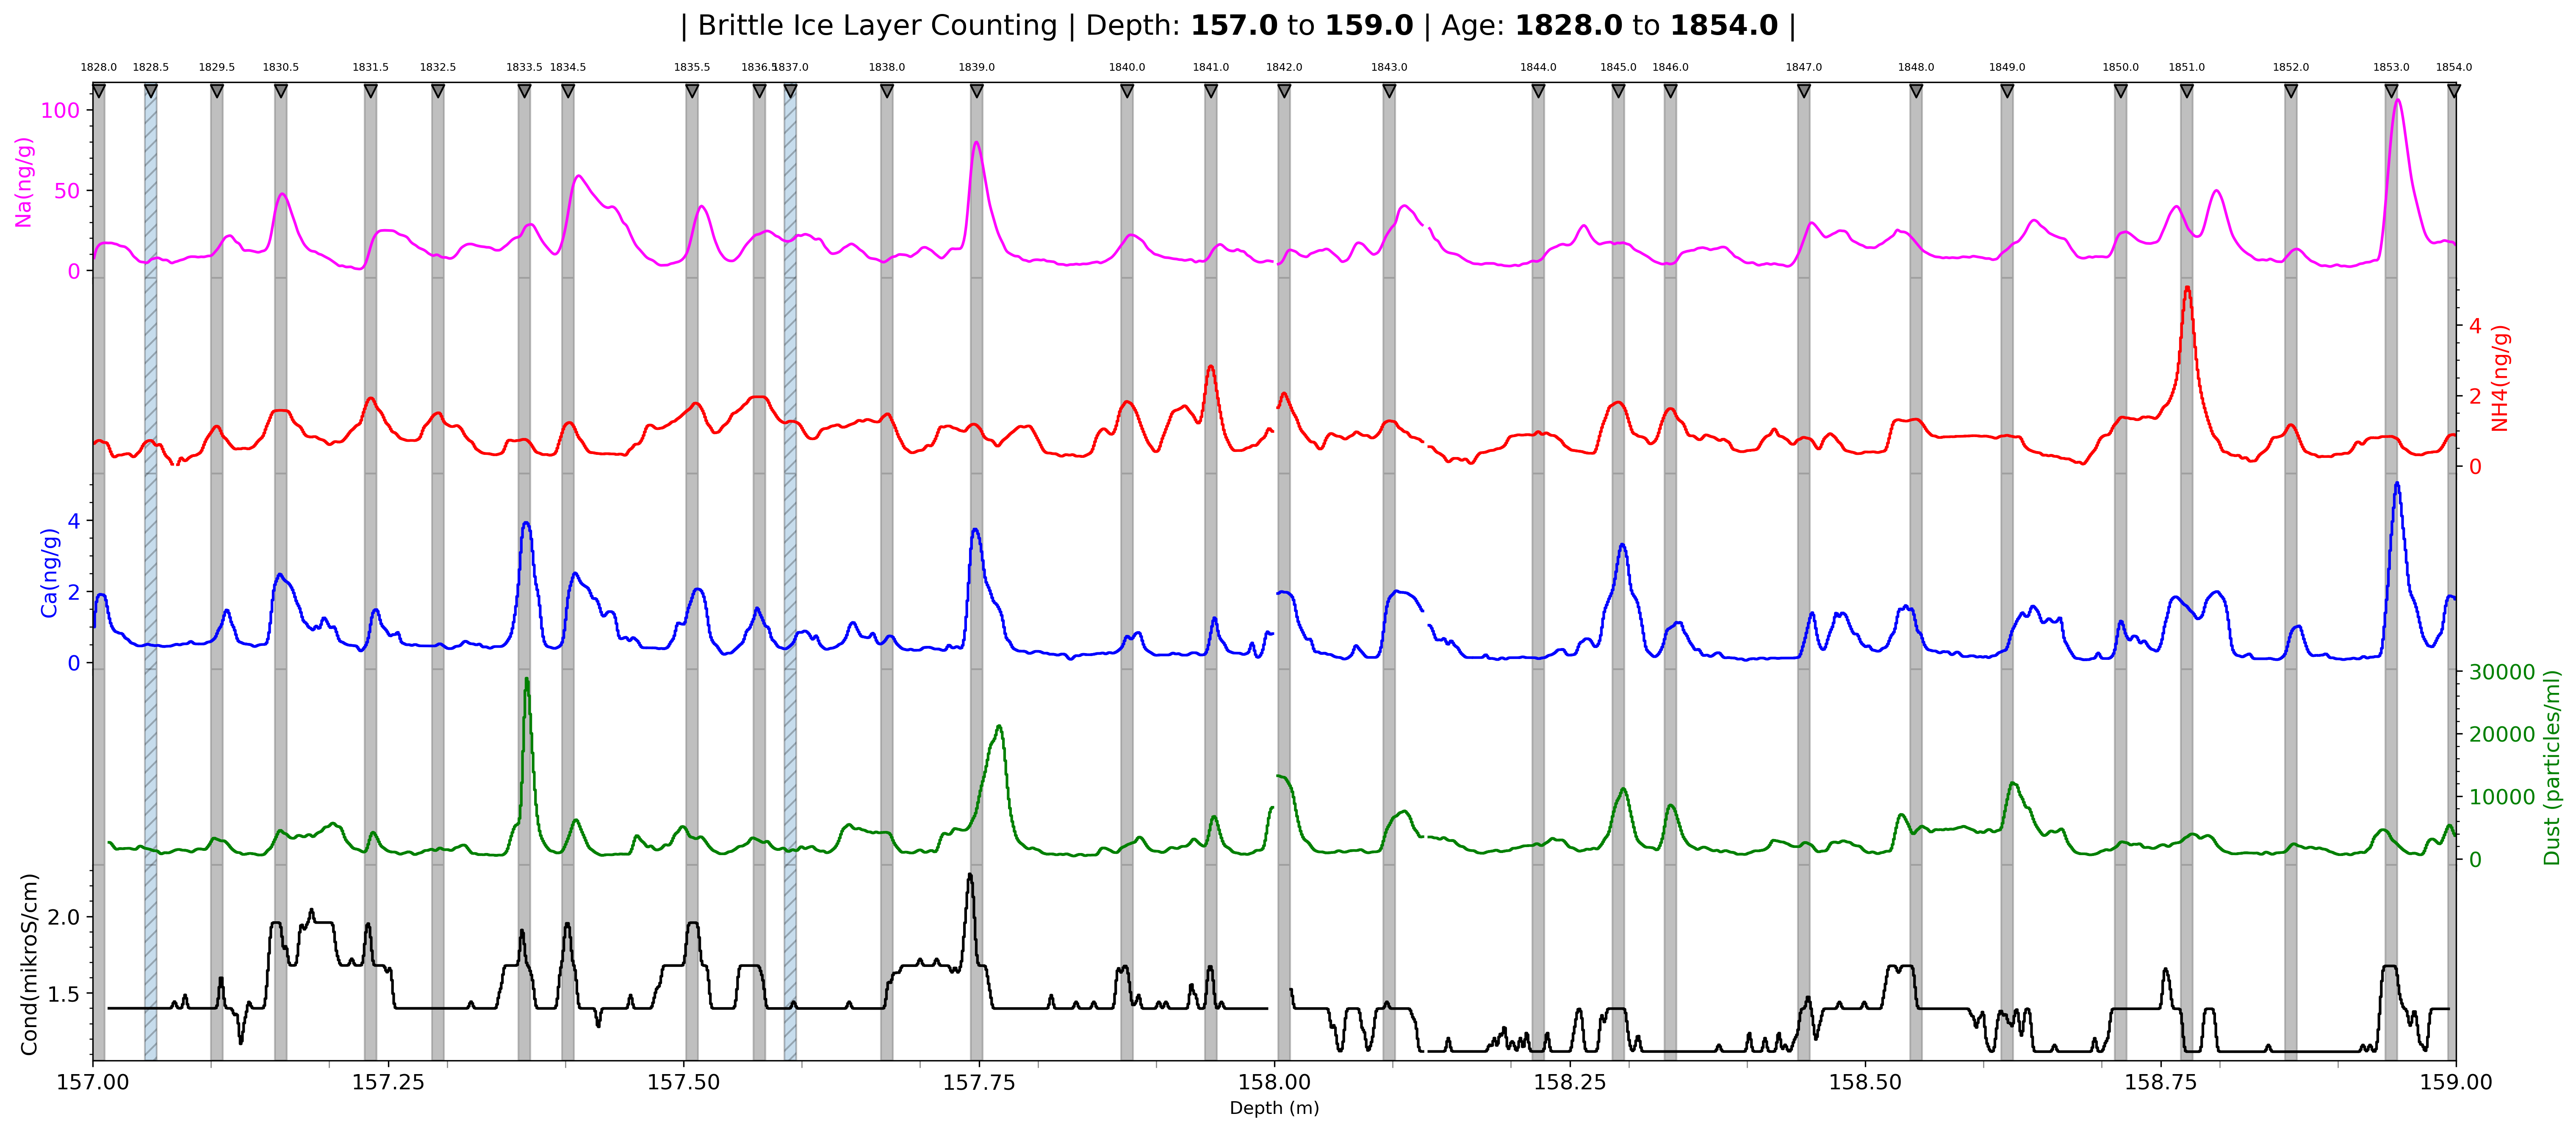 | Brittle Ice Layer Counting | Depth: 157.0 to 159.0 | Age: 1828.0 to 1854.0 |
1828.0 1828.5 1829.5 1830.5 1831.5 1832.5 1833.5 1834.5 1835.5 1836.5 1837.0 1838.0 1839.0 1840.0 1841.0 1842.0 1843.0 1844.0 1845.0 1846.0 1847.0 1848.0 1849.0 1850.0 1851.0 1852.0 1853.0 1854.0
Na(ng/g)
100
50
0
NH4(ng/g)
4
2
0
Ca(ng/g)
4
2
0
Dust (particles/ml)
30000
20000
10000
0
Cond(mikroS/cm)
2.0
1.5
157.00 157.25 157.50 157.75 158.00 158.25 158.50 158.75 159.00
Depth (m)